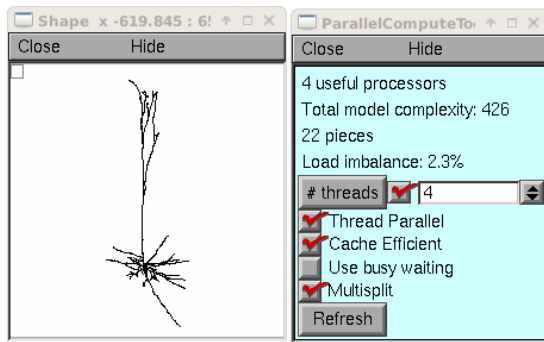 Shape x -619.845 : 6
Close Hide
ParallelComputeToo
Close Hide
4 useful processors
Total model complexity: 426
22 pieces
Load imbalance: 2.3%
# threads 4
Thread Parallel
Cache Efficient
Use busy waiting
Multisplit
Refresh